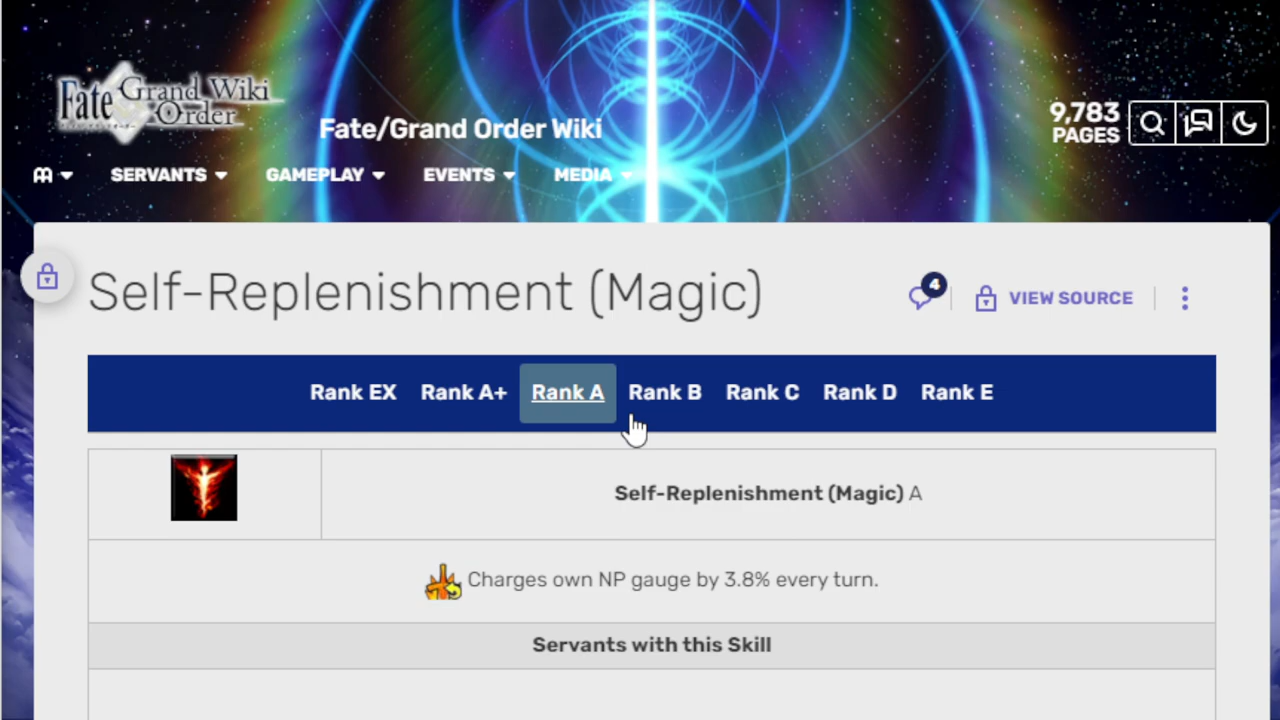 Fate Grand Wiki
Order
Fate/Grand Order Wiki
9,783
PAGES
SERVANTS
GAMEPLAY
EVENTS
MEDIA
Self-Replenishment (Magic)
4
VIEW SOURCE
Rank EX
Rank A+
Rank A
Rank B
Rank C
Rank D
Rank E
Self-Replenishment (Magic) A
Charges own NP gauge by 3.8% every turn.
Servants with this Skill